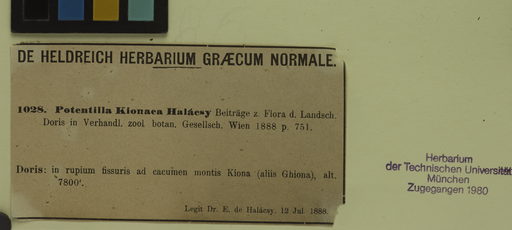 DE HELDREICH HERBARIUM GRÆCUM NORMALE.
1028. Potentilla Kionaea Halácsy Beiträge z. Flora d. Landsch.
Doris in Verhandl. zool botan. Gesellsch. Wien 1888 p. 751.
Doris: in rupium fissuris ad cacumen montis Kiona (aliis Ghiona), alt.
7800'.
Legit Dr. E. de Halácsy. 12 Jul 1888.
Herbarium
der Technischen Universität
München
Zugegangen 1980